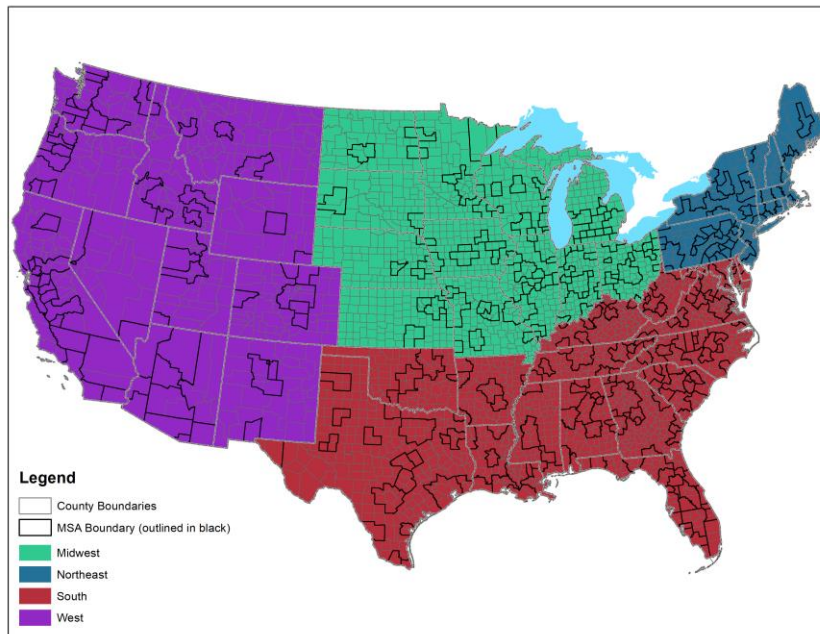 Legend
County Boundaries
MSA Boundary (outlined in black)
Midwest
Northeast
South
West